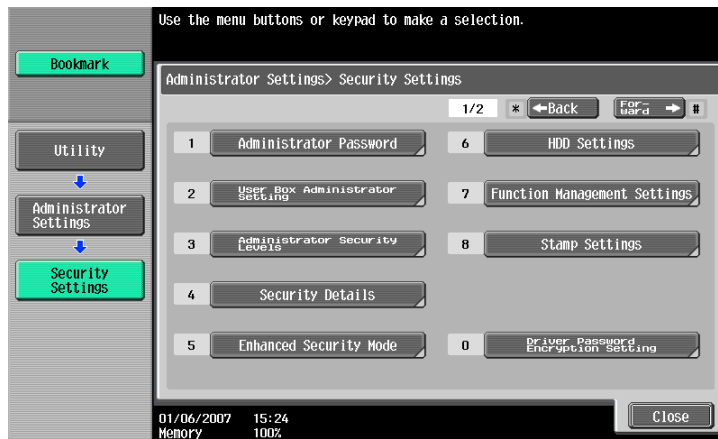 Use the menu buttons or keypad to make a selection.
Bookmark
Administrator Settings> Security Settings
1/2 * ←Back For-
ward → #
Utility
Administrator
Settings
Security
Settings
1 Administrator Password
2 User Box Administrator
Setting
3 Administrator Security
Levels
4 Security Details
5 Enhanced Security Mode
6 HDD Settings
7 Function Management Settings
8 Stamp Settings
0 Driver Password
Encryption Setting
01/06/2007 15:24
Memory 100%
Close